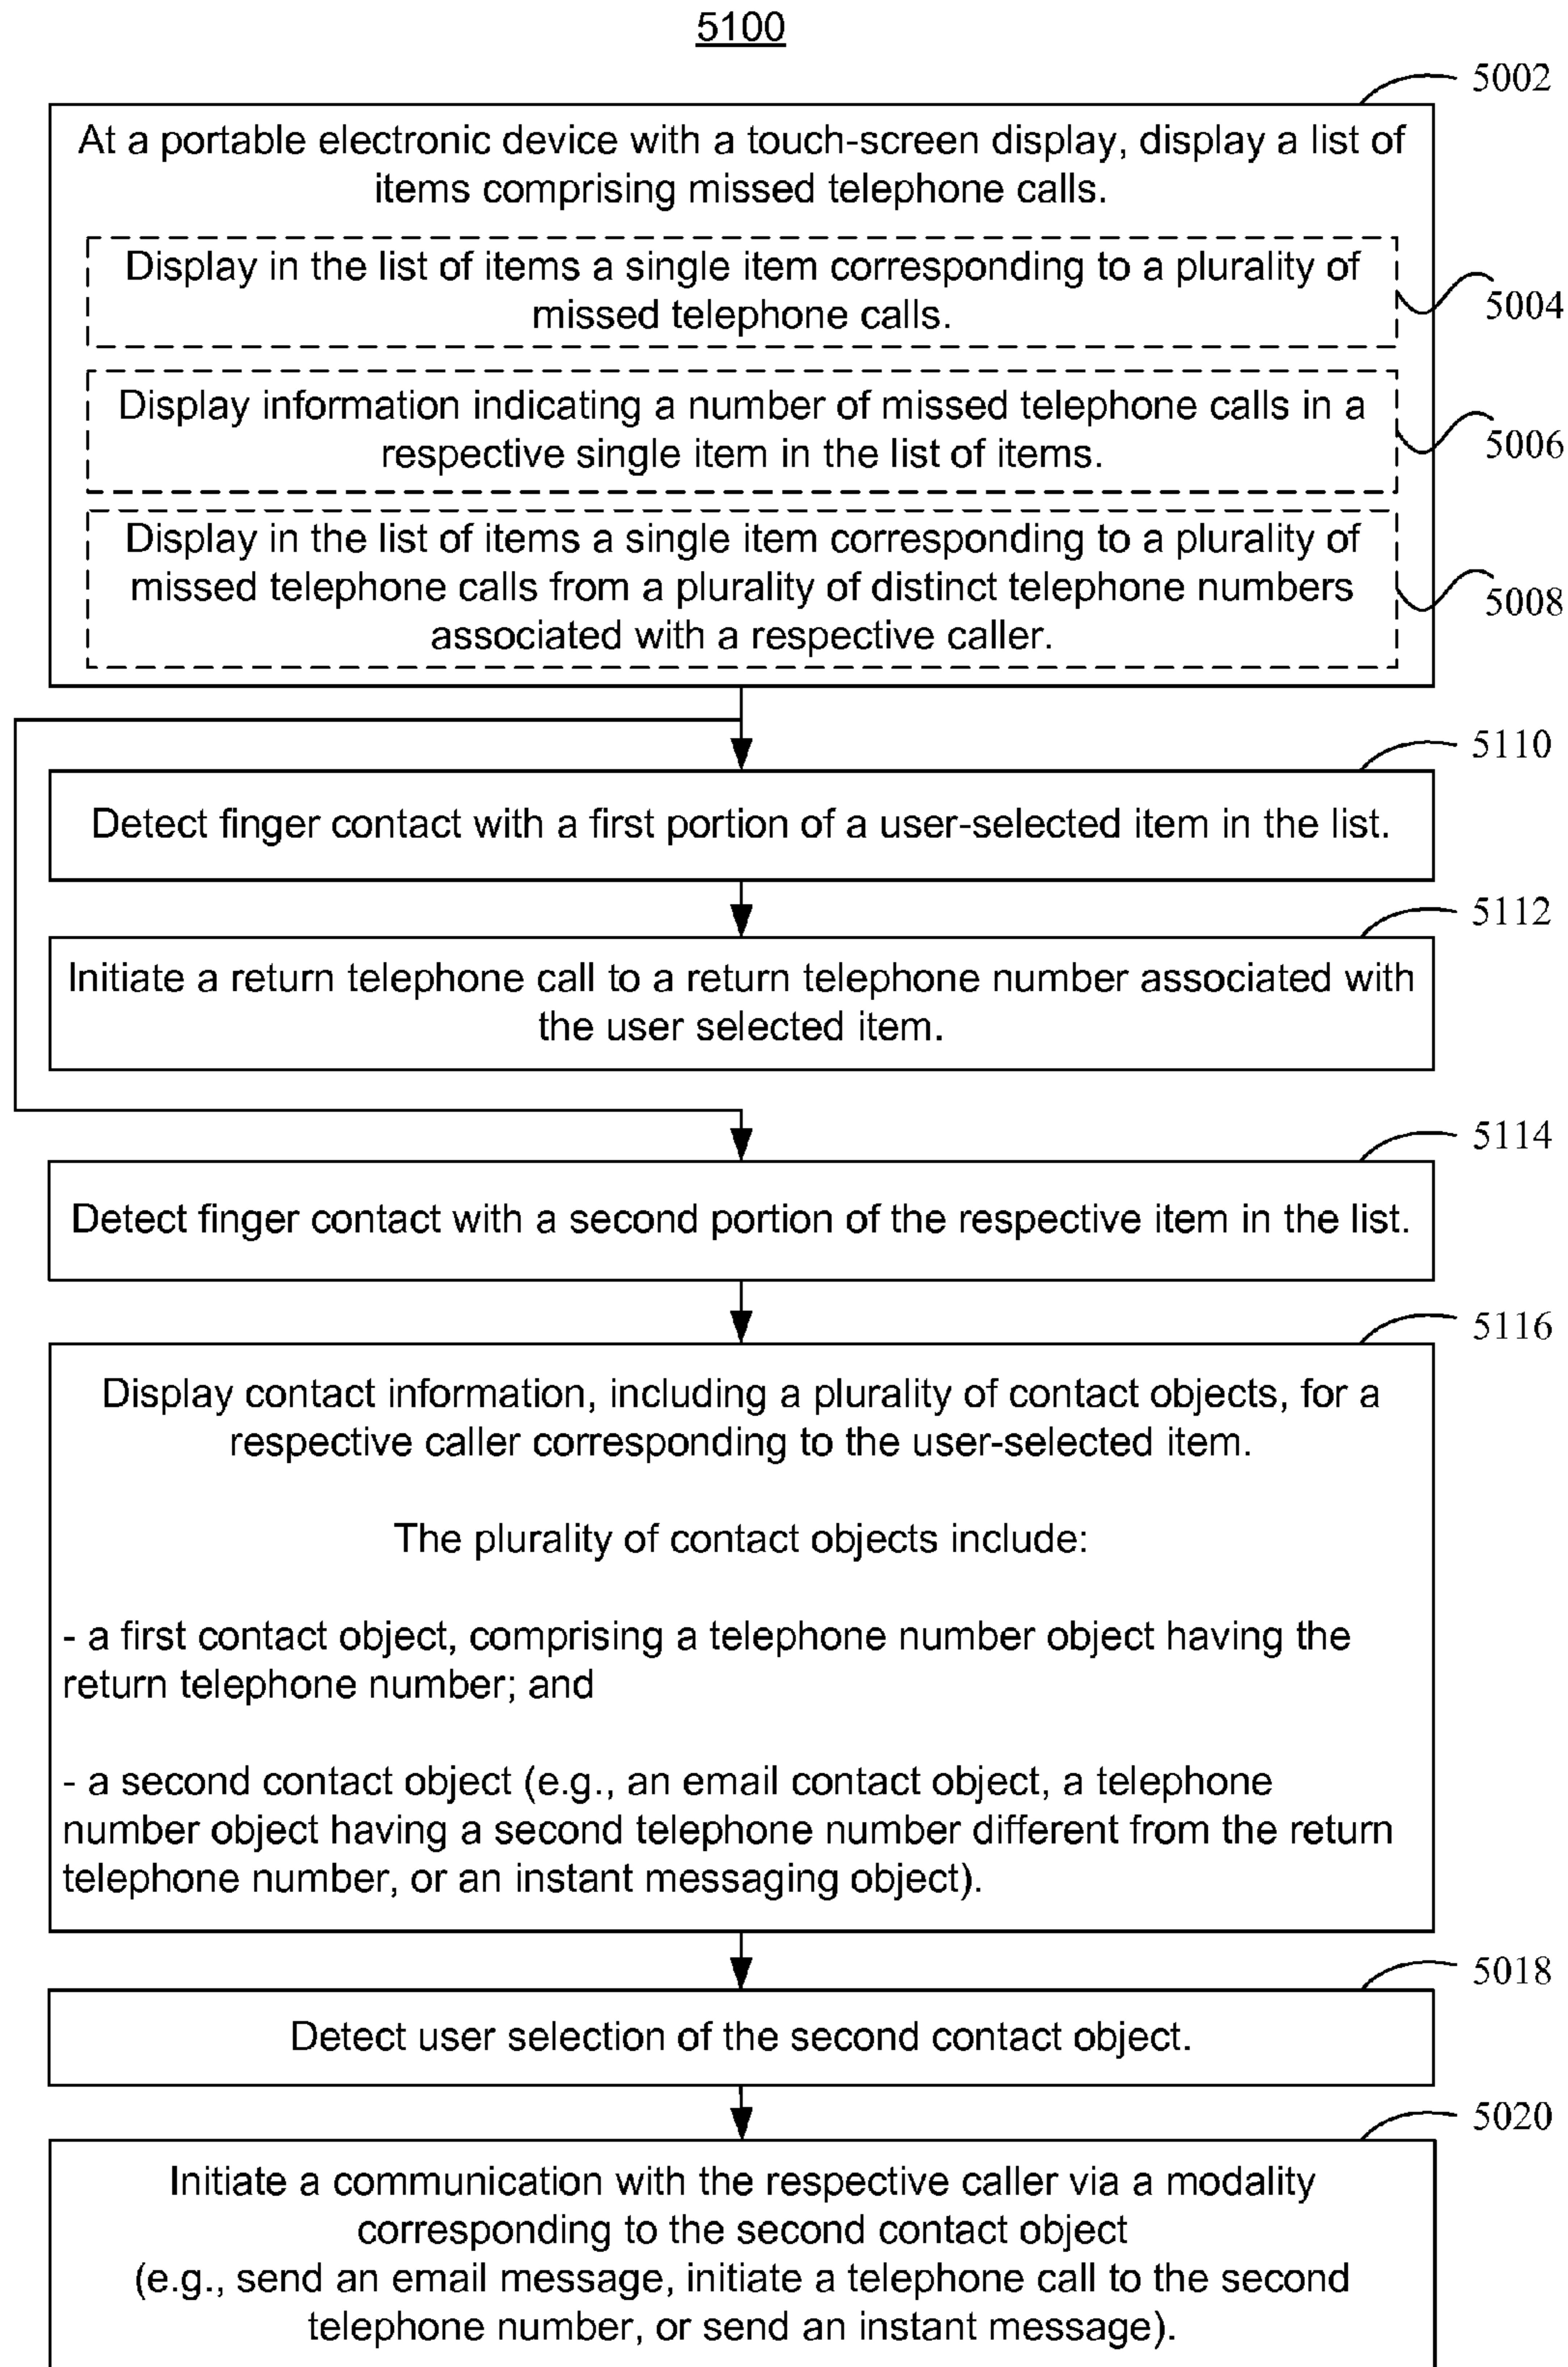 5100
5002
At a portable electronic device with a touch-screen display, display a list of
items comprising missed telephone calls.
Display in the list of items a single item corresponding to a plurality of
missed telephone calls.
5004
Display information indicating a number of missed telephone calls in a
respective single item in the list of items.
5006
Display in the list of items a single item corresponding to a plurality of
missed telephone calls from a plurality of distinct telephone numbers
associated with a respective caller.
5008
5110
Detect finger contact with a first portion of a user-selected item in the list.
5112
Initiate a return telephone call to a return telephone number associated with
the user selected item.
5114
Detect finger contact with a second portion of the respective item in the list.
5116
Display contact information, including a plurality of contact objects, for a
respective caller corresponding to the user-selected item.
The plurality of contact objects include:
- a first contact object, comprising a telephone number object having the
return telephone number; and
- a second contact object (e.g., an email contact object, a telephone
number object having a second telephone number different from the return
telephone number, or an instant messaging object).
5018
Detect user selection of the second contact object.
5020
Initiate a communication with the respective caller via a modality
corresponding to the second contact object
(e.g., send an email message, initiate a telephone call to the second
telephone number, or send an instant message).